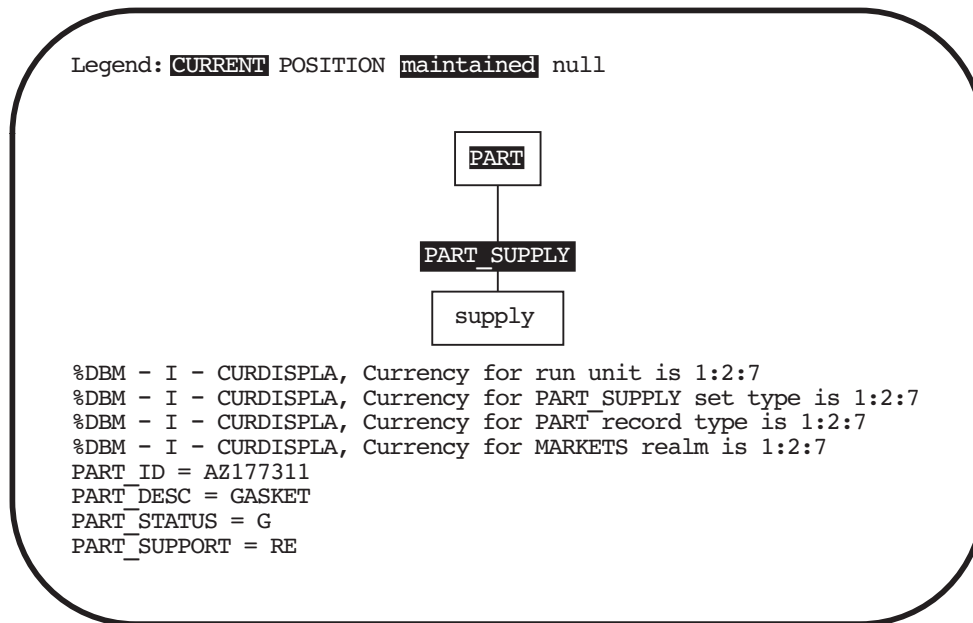 Legend: CURRENT POSITION maintained null
PART
PART_SUPPLY
supply
%DBM - I - CURDISPLA, Currency for run unit is 1:2:7
%DBM - I - CURDISPLA, Currency for PART_SUPPLY set type is 1:2:7
%DBM - I - CURDISPLA, Currency for PART record type is 1:2:7
%DBM - I - CURDISPLA, Currency for MARKETS realm is 1:2:7
PART_ID = AZ177311
PART_DESC = GASKET
PART_STATUS = G
PART_SUPPORT = RE